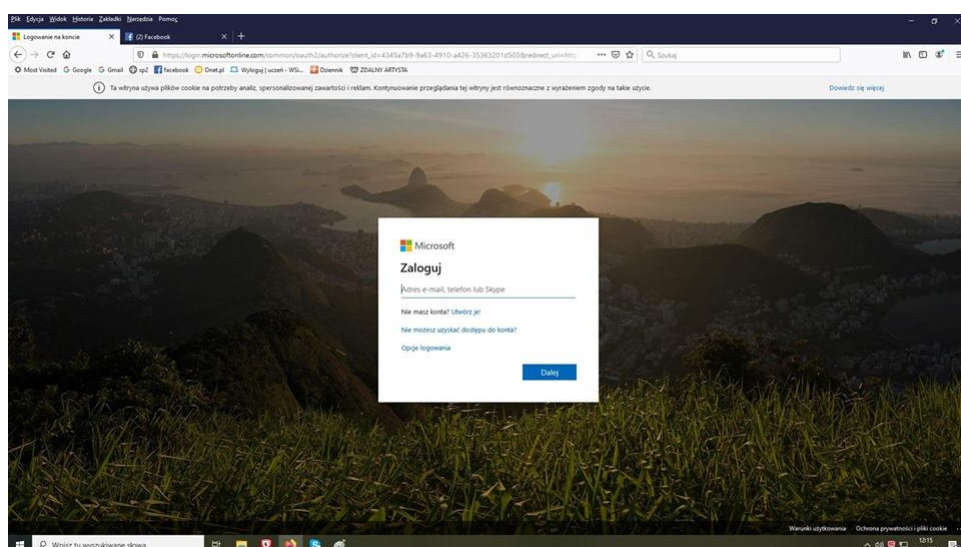 Plik Edycja Widok Historia Zakładki Narzędzia Pomoc
Logowanie na koncie
(2) Facebook
https://login.microsoftonline.com/common/oauth2/authorize?client_id=4345a7b9-9a63-4910-a426-35363201d503&redirect_uri=htt
Szukaj
Most Visited Google Gmail sp2 facebook Onet.pl Wyloguj | uczeń - WSi... Dziennik ZDALNY ARTYSTA
Ta witryna używa plików cookie na potrzeby analiz, spersonalizowanej zawartości i reklam. Kontynuowanie przeglądania tej witryny jest równoznaczne z wyrażeniem zgody na takie użycie. Dowiedz się więcej
Microsoft
Zaloguj
Adres e-mail, telefon lub Skype
Nie masz konta? Utwórz je!
Nie możesz uzyskać dostępu do konta?
Opcje logowania
Dalej
Warunki użytkowania Ochrona prywatności i pliki cookie ...
Wpisz tu wyszukiwane słowa
12:15